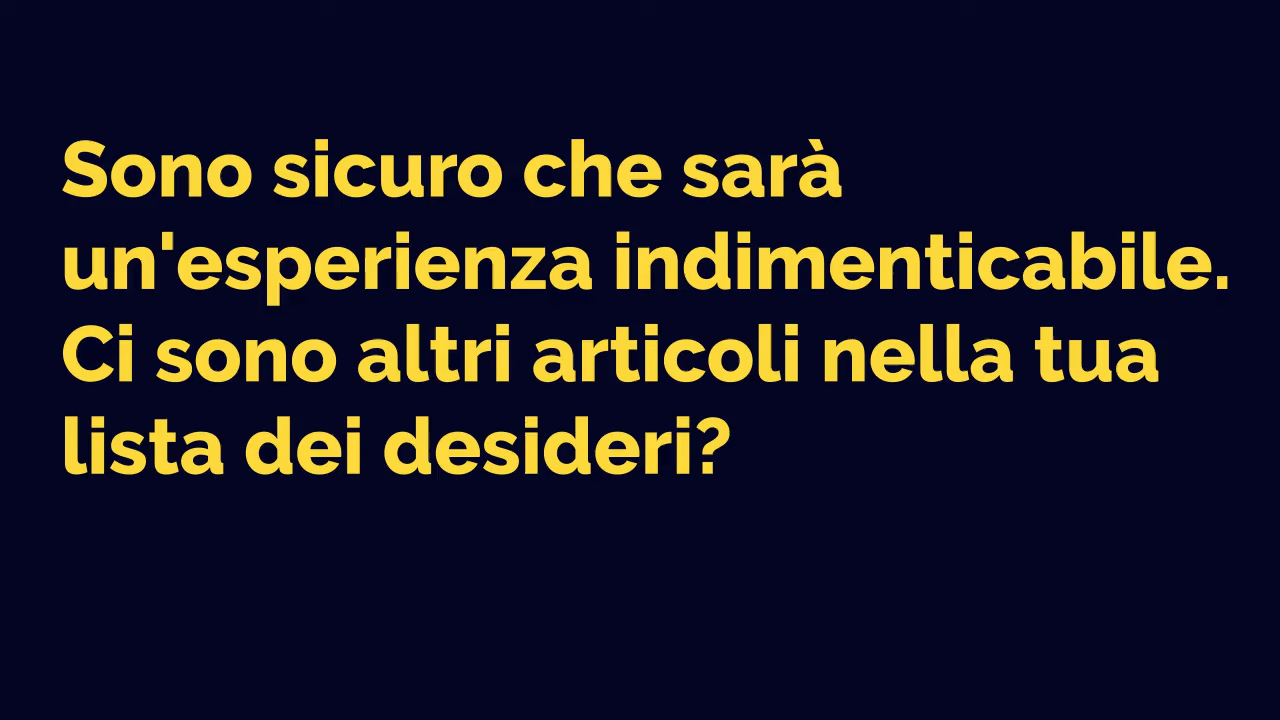 Sono sicuro che sarà
un'esperienza indimenticabile.
Ci sono altri articoli nella tua
lista dei desideri?